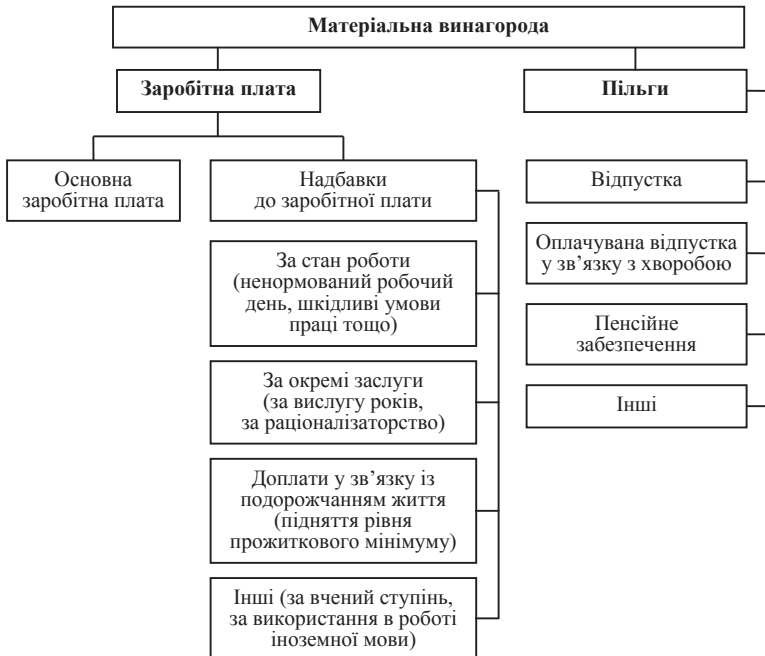 Матеріальна винагорода
Заробітна плата
Пільги
Основна
заробітна плата
Надбавки
до заробітної плати
За стан роботи
(ненормований робочий
день, шкідливі умови
праці тощо)
За окремі заслуги
(за вислугу років,
за раціоналізаторство)
Доплати у зв’язку із
подорожчанням життя
(підняття рівня
прожиткового мінімуму)
Інші (за вчений ступінь,
за використання в роботі
іноземної мови)
Відпустка
Оплачувана відпустка
у зв’язку з хворобою
Пенсійне
забезпечення
Інші